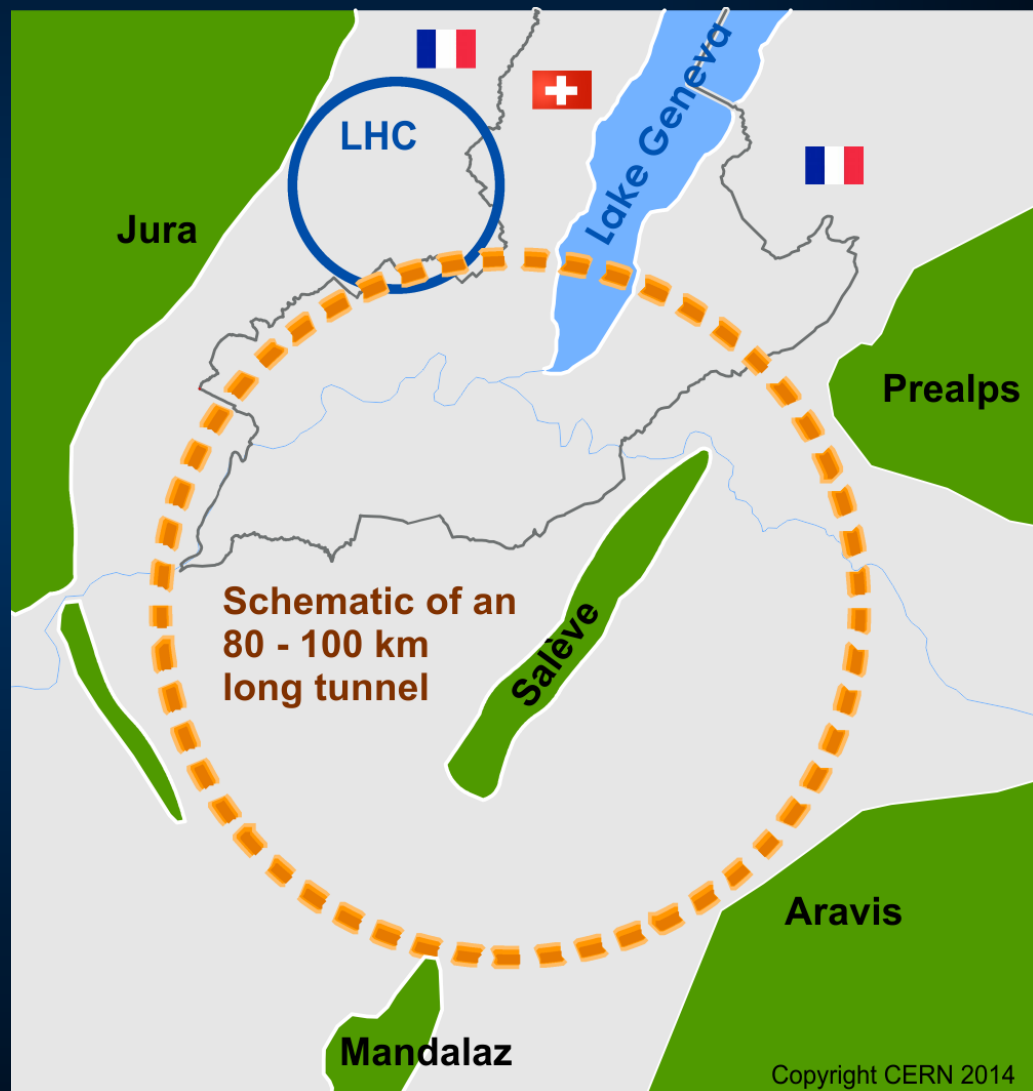 LHC
Lake Geneva
Jura
Prealps
Schematic of an
80 - 100 km
long tunnel
Salève
Aravis
Mandalaz
Copyright CERN 2014